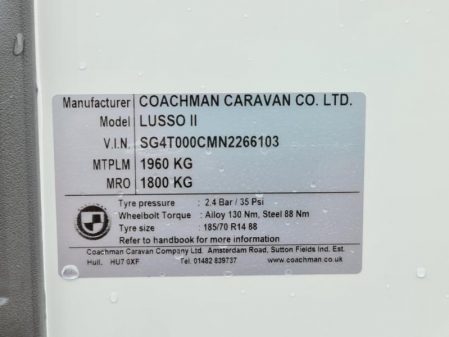 Manufacturer COACHMAN CARAVAN CO. LTD.
Model LUSSO II
V.I.N. SG4T000CMN2266103
MTPLM 1960 KG
MRO 1800 KG
Tyre pressure : 2.4 Bar / 35 Psi
Wheelbolt Torque : Alloy 130 Nm, Steel 88 Nm
Tyre size : 185/70 R14 88
Refer to handbook for more information
Coachman Caravan Company Ltd. Amsterdam Road, Sutton Fields Ind. Est.
Hull. HU7 0XF Tel. 01482 839737 www.coachman.co.uk